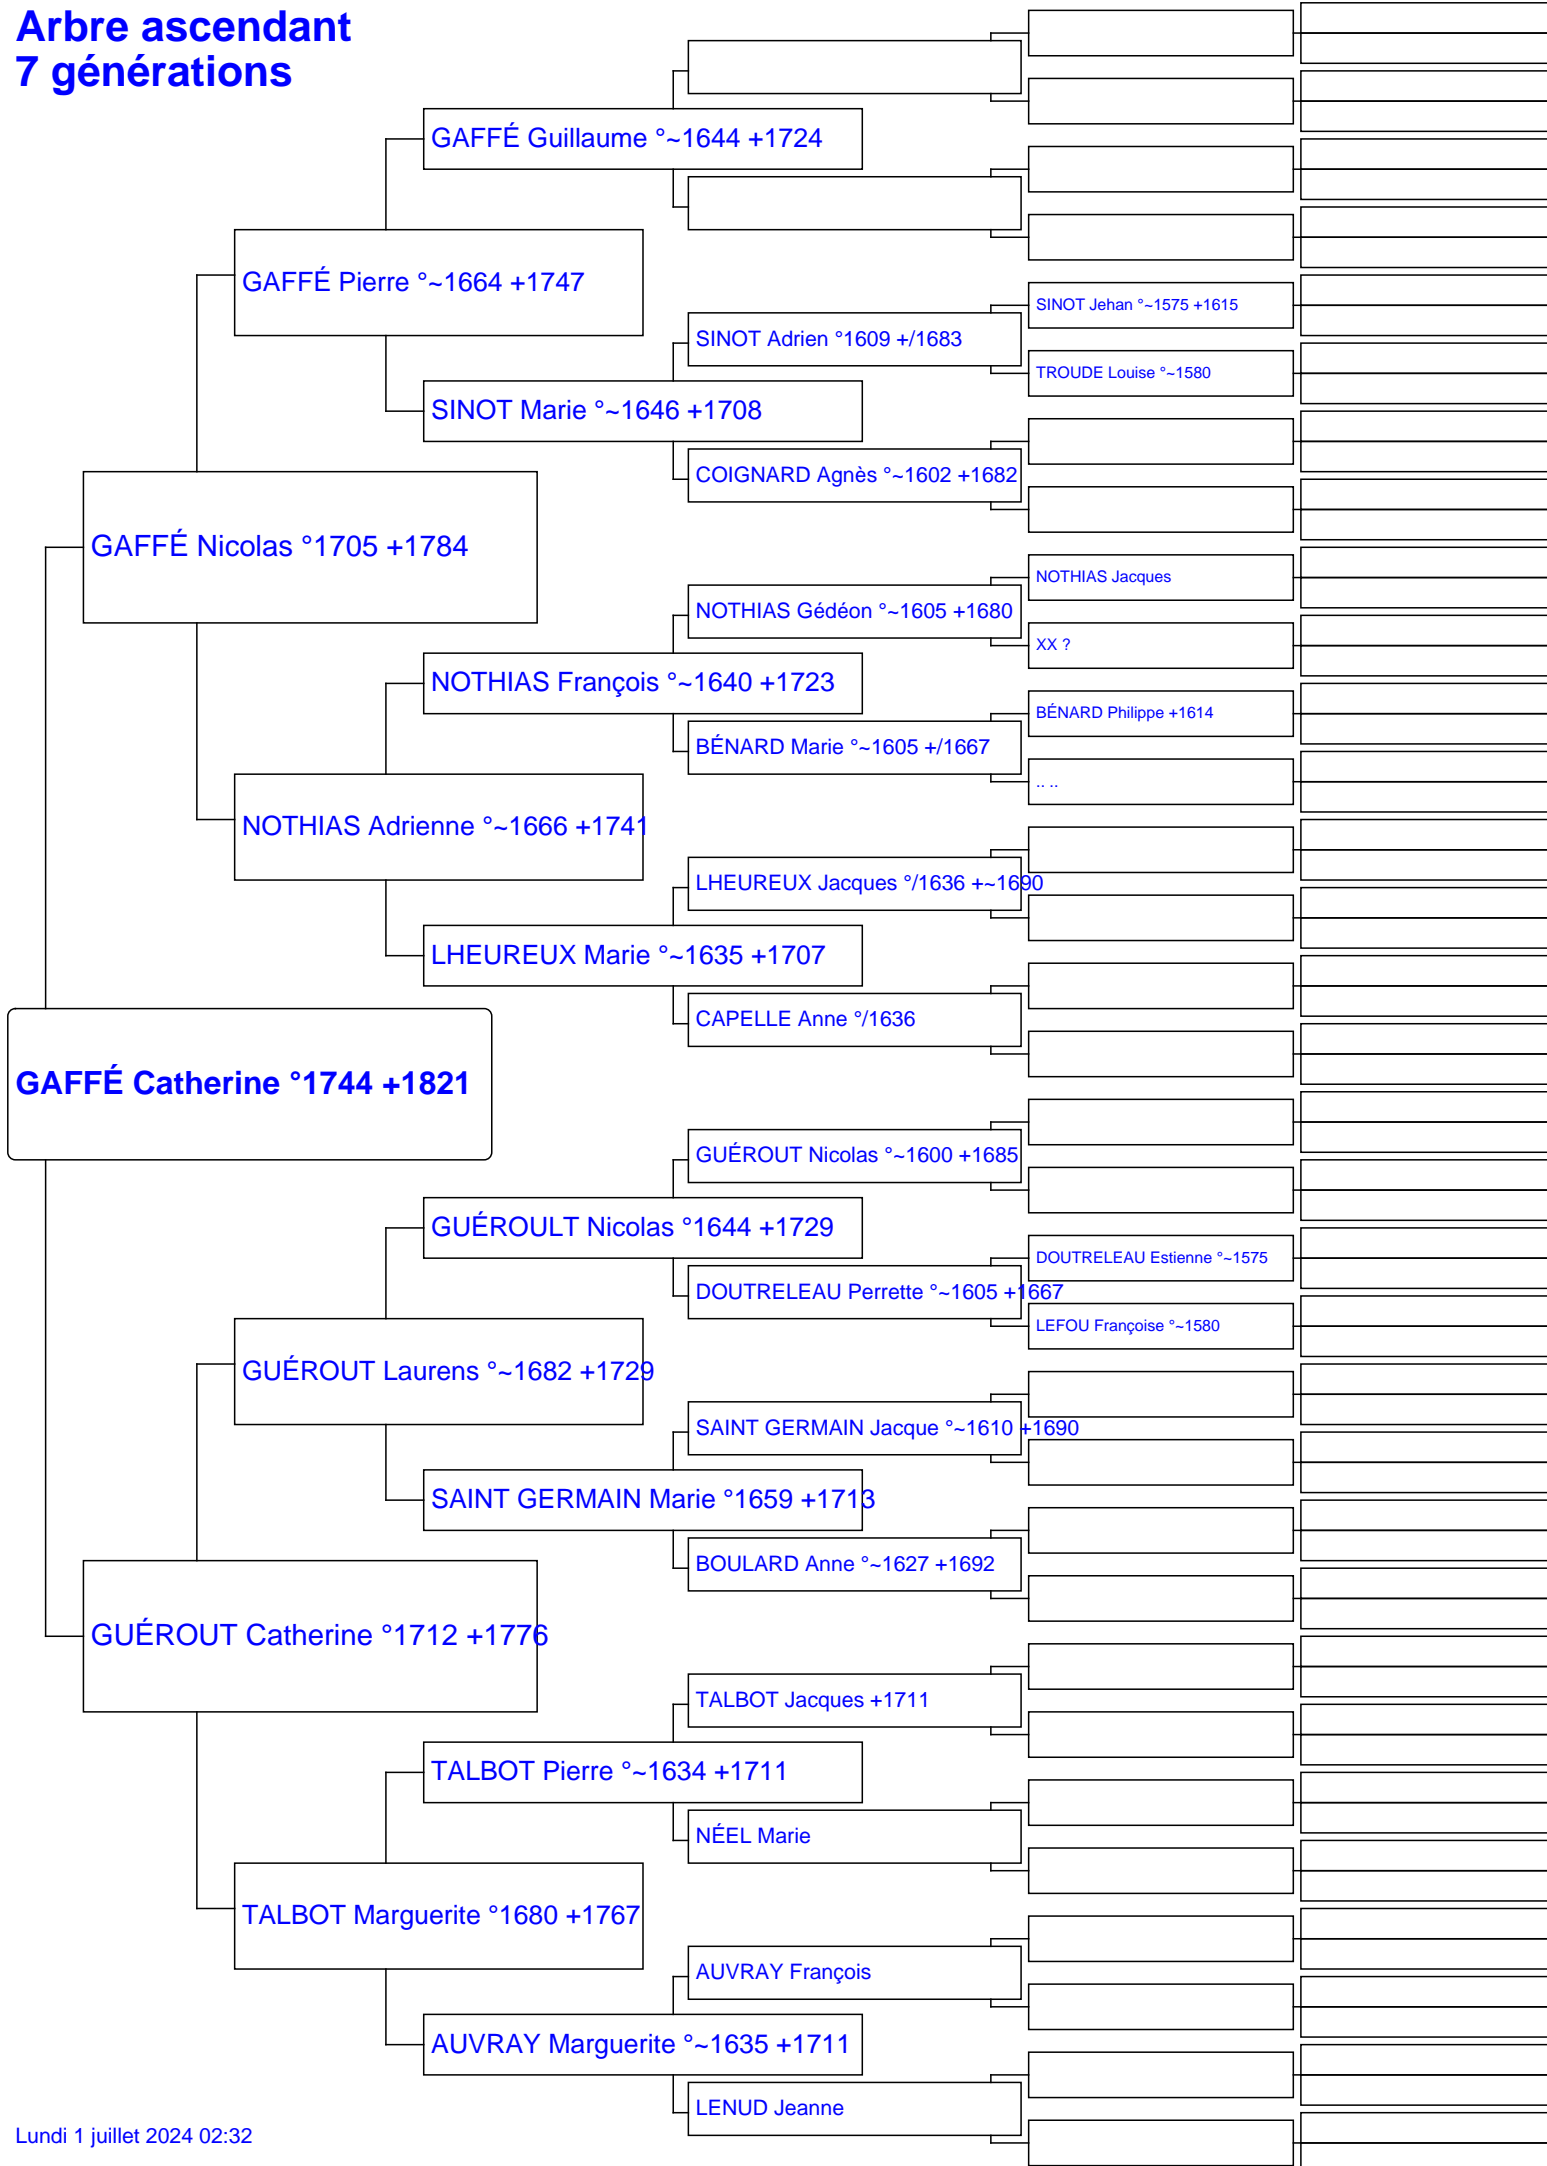 Arbre ascendant
7 générations
GAFFÉ Guillaume °~1644 +1724
GAFFÉ Pierre °~1664 +1747
SINOT Jehan °~1575 +1615
SINOT Adrien °1609 +/1683
TROUDE Louise °~1580
SINOT Marie °~1646 +1708
COIGNARD Agnès °~1602 +1682
GAFFÉ Nicolas °1705 +1784
NOTHIAS Jacques
NOTHIAS Gédéon °~1605 +1680
XX ?
NOTHIAS François °~1640 +1723
BÉNARD Philippe +1614
BÉNARD Marie °~1605 +/1667
.. ..
NOTHIAS Adrienne °~1666 +1741
LHEUREUX Jacques °/1636 +~1690
LHEUREUX Marie °~1635 +1707
CAPELLE Anne °/1636
GAFFÉ Catherine °1744 +1821
GUÉROUT Nicolas °~1600 +1685
GUÉROULT Nicolas °1644 +1729
DOUTRELEAU Estienne °~1575
DOUTRELEAU Perrette °~1605 +1667
LEFOU Françoise °~1580
GUÉROUT Laurens °~1682 +1729
SAINT GERMAIN Jacque °~1610 +1690
SAINT GERMAIN Marie °1659 +1713
BOULARD Anne °~1627 +1692
GUÉROUT Catherine °1712 +1776
TALBOT Jacques +1711
TALBOT Pierre °~1634 +1711
NÉEL Marie
TALBOT Marguerite °1680 +1767
AUVRAY François
AUVRAY Marguerite °~1635 +1711
LENUD Jeanne
Lundi 1 juillet 2024 02:32